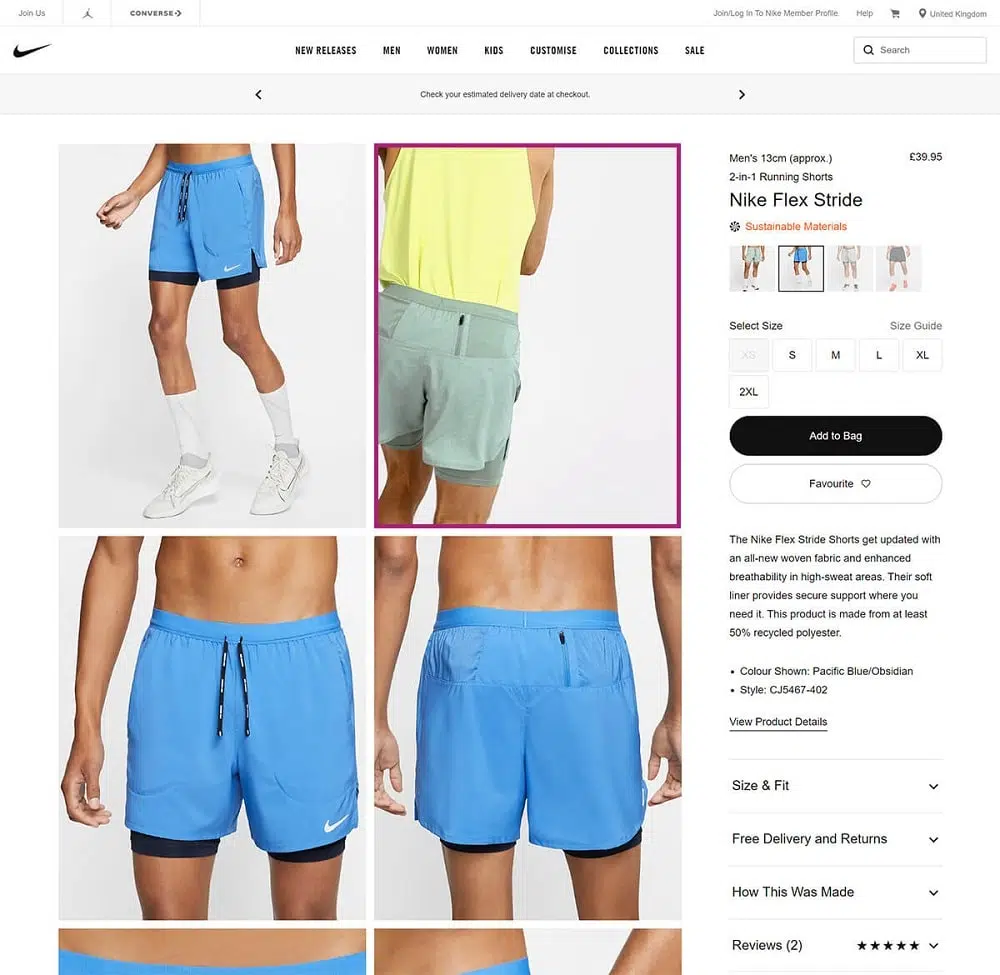 Join Us
CONVERSE
Join/Log In To Nike Member Profile
Help
United Kingdom
NEW RELEASES
MEN
WOMEN
KIDS
CUSTOMISE
COLLECTIONS
SALE
Search
Check your estimated delivery date at checkout.
Men's 13cm (approx.)
£39.95
2-in-1 Running Shorts
Nike Flex Stride
Sustainable Materials
Select Size
Size Guide
XS
S
M
L
XL
2XL
Add to Bag
Favourite
The Nike Flex Stride Shorts get updated with
an all-new woven fabric and enhanced
breathability in high-sweat areas. Their soft
liner provides secure support where you
need it. This product is made from at least
50% recycled polyester.
• Colour Shown: Pacific Blue/Obsidian
• Style: CJ5467-402
View Product Details
Size & Fit
Free Delivery and Returns
How This Was Made
Reviews (2)
★★★★★